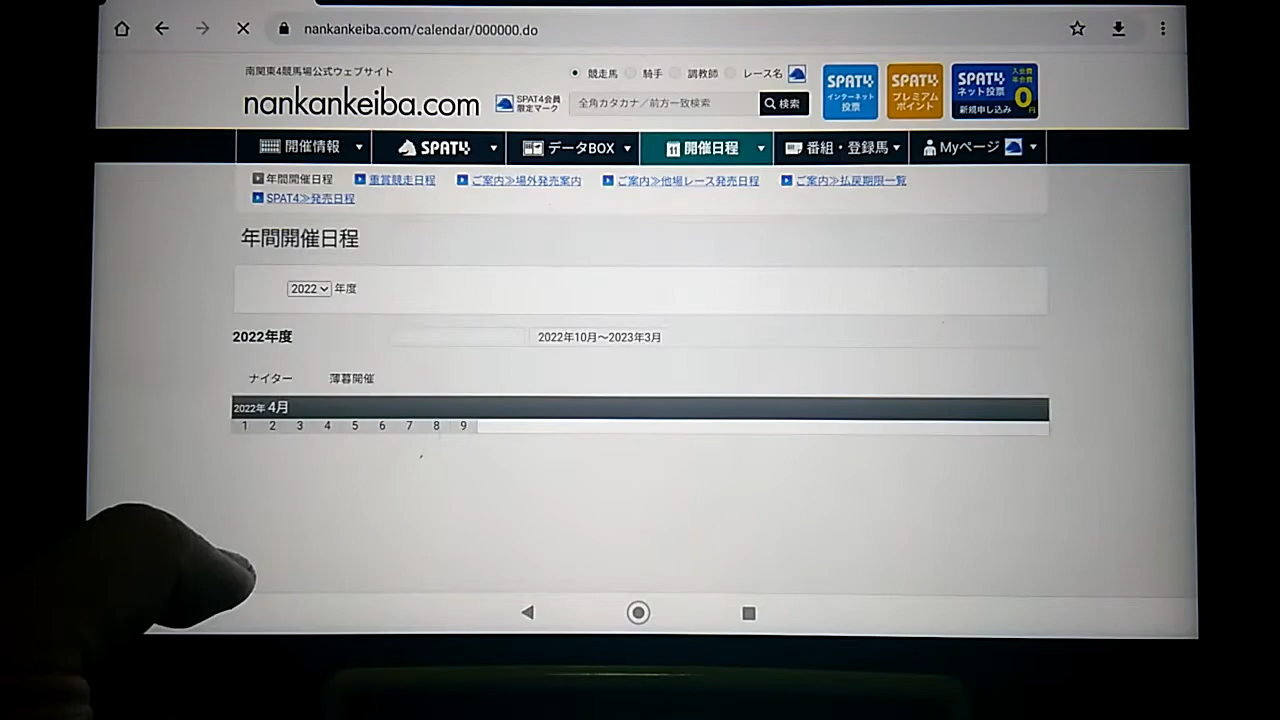 nankankeiba.com/calendar/000000.do
南関東4競馬場公式ウェブサイト
競走馬 騎手 調教師 レース名
nankankeiba.com
SPAT4会員
限定マーク
全角カタカナ／前方一致検索
検索
SPAT4
インターネット
投票
SPAT4
プレミアム
ポイント
SPAT4
ネット投票
新規申し込み
入会費
年会費
0円
開催情報 SPAT4 データBOX 開催日程 番組・登録馬 Myページ
年間開催日程 重賞競走日程 ご案内≫場外発売案内 ご案内≫他場レース発売日程 ご案内≫払戻期限一覧
SPAT4≫発売日程
年間開催日程
2022 年度
2022年度 2022年10月〜2023年3月
ナイター 薄暮開催
2022年 4月
1 2 3 4 5 6 7 8 9